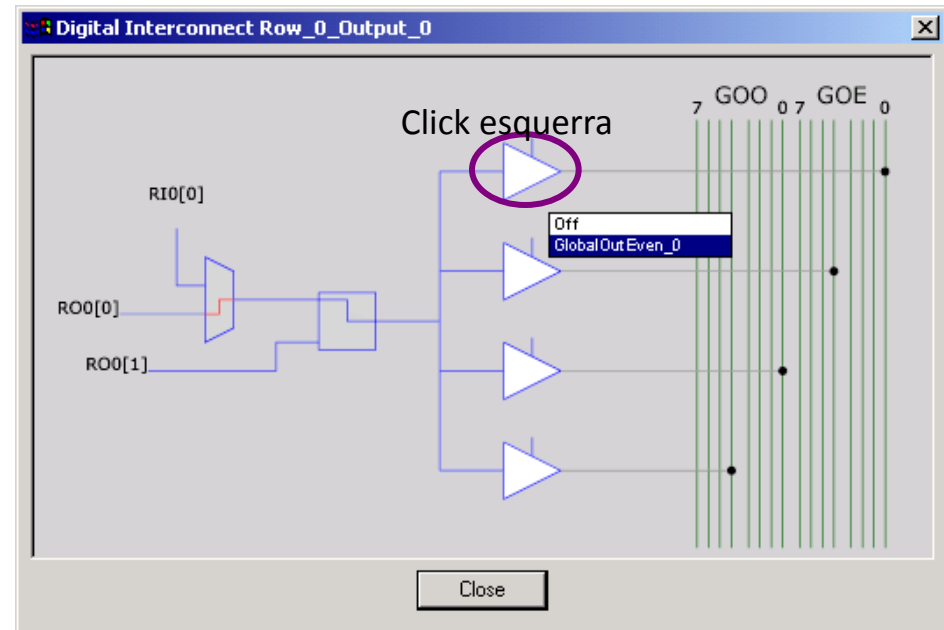 Digital Interconnect Row_0_Output_0
7 GOO 0 7 GOE 0
Click esquerra
RI0[0]
Off
GlobalOutEven_0
RO0[0]
RO0[1]
Close